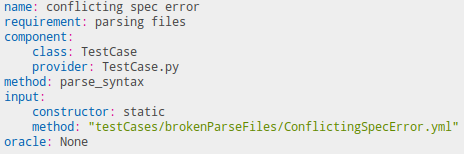 name: conflicting spec error
requirement: parsing files
component:
    class: TestCase
    provider: TestCase.py
method: parse_syntax
input:
    constructor: static
    method: "testCases/brokenParseFiles/ConflictingSpecError.yml"
oracle: None